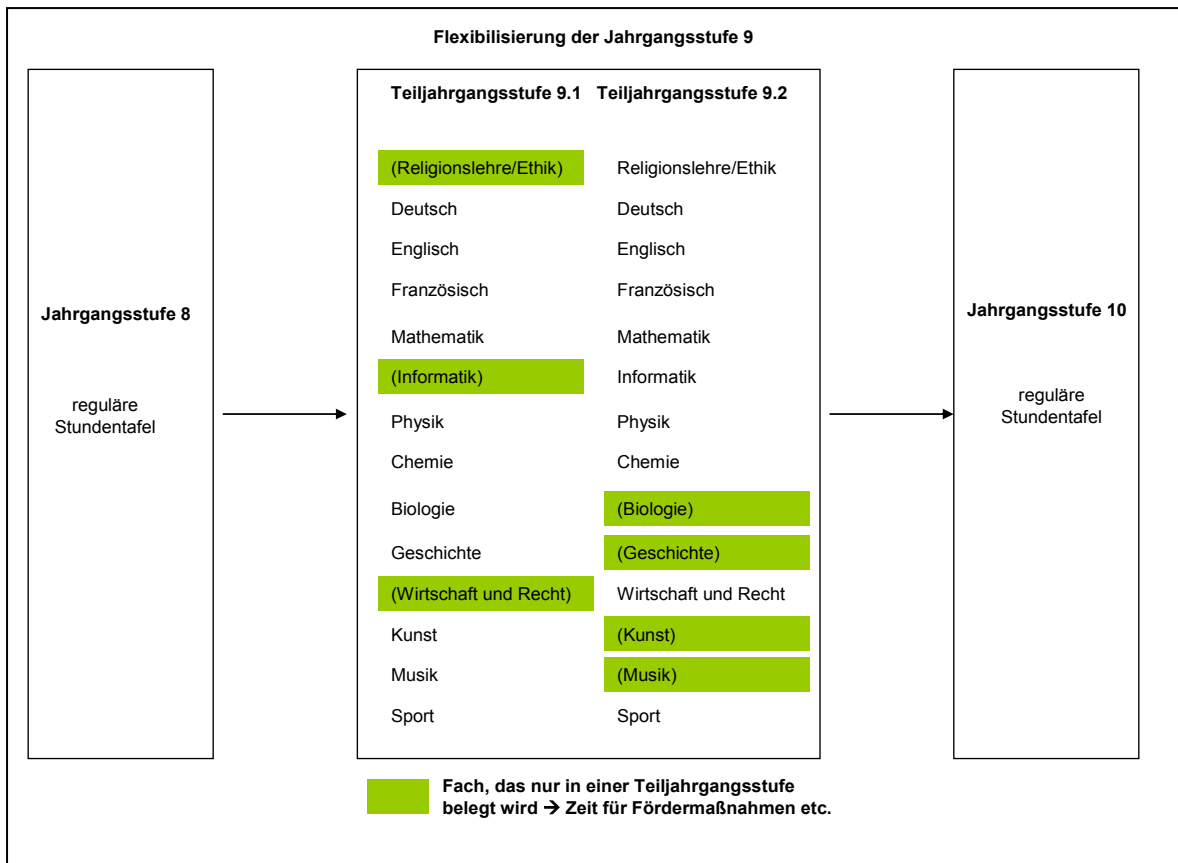 Flexibilisierung der Jahrgangsstufe 9
Jahrgangsstufe 8
reguläre
Stundentafel
Teiljahrgangsstufe 9.1 Teiljahrgangsstufe 9.2
(Religionslehre/Ethik) Religionslehre/Ethik
Deutsch Deutsch
Englisch Englisch
Französisch Französisch
Mathematik Mathematik
(Informatik) Informatik
Physik Physik
Chemie Chemie
Biologie (Biologie)
Geschichte (Geschichte)
(Wirtschaft und Recht) Wirtschaft und Recht
Kunst (Kunst)
Musik (Musik)
Sport Sport
Jahrgangsstufe 10
reguläre
Stundentafel
Fach, das nur in einer Teiljahrgangsstufe
belegt wird → Zeit für Fördermaßnahmen etc.